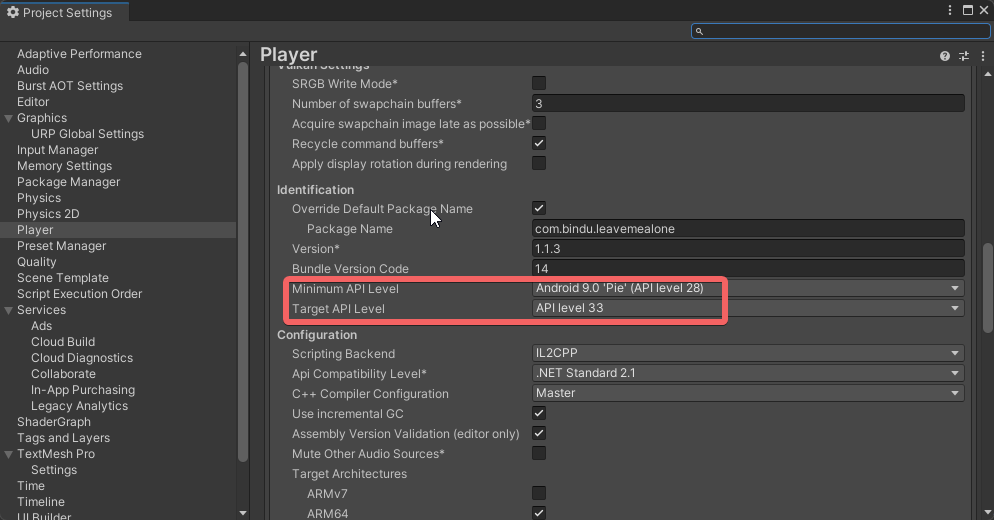 Project Settings
Adaptive Performance
Audio
Burst AOT Settings
Editor
Graphics
URP Global Settings
Input Manager
Memory Settings
Package Manager
Physics
Physics 2D
Player
Preset Manager
Quality
Scene Template
Script Execution Order
Services
Ads
Cloud Build
Cloud Diagnostics
Collaborate
In-App Purchasing
Legacy Analytics
ShaderGraph
Tags and Layers
TextMesh Pro
Settings
Time
Timeline
UI Builder
Player
Vulkan Settings
SRGB Write Mode*
Number of swapchain buffers* 3
Acquire swapchain image late as possible*
Recycle command buffers*
Apply display rotation during rendering
Identification
Override Default Package Name
Package Name com.bindu.leavemealone
Version* 1.1.3
Bundle Version Code 14
Minimum API Level Android 9.0 'Pie' (API level 28)
Target API Level API level 33
Configuration
Scripting Backend IL2CPP
Api Compatibility Level* .NET Standard 2.1
C++ Compiler Configuration Master
Use incremental GC
Assembly Version Validation (editor only)
Mute Other Audio Sources*
Target Architectures
ARMv7
ARM64